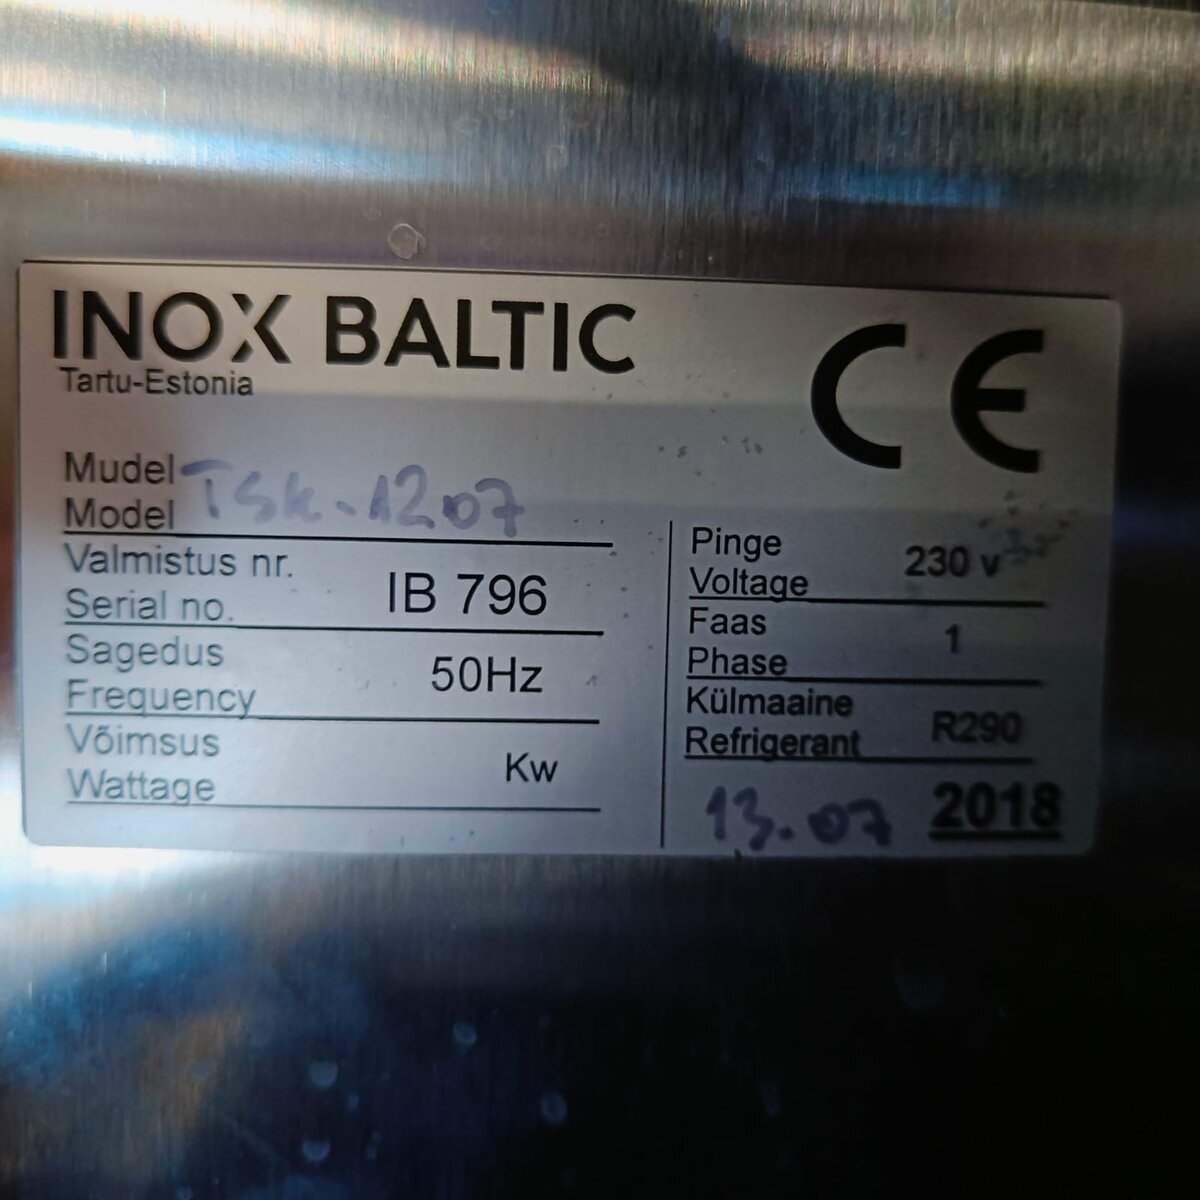 INOX BALTIC
Tartu-Estonia
CE
Mudel
Model TSK-1207
Valmistus nr.
Serial no. IB 796
Sagedus
Frequency 50Hz
Võimsus
Wattage Kw
Pinge
Voltage 230 v
Faas
Phase 1
Külmaaine
Refrigerant R290
13.07 2018